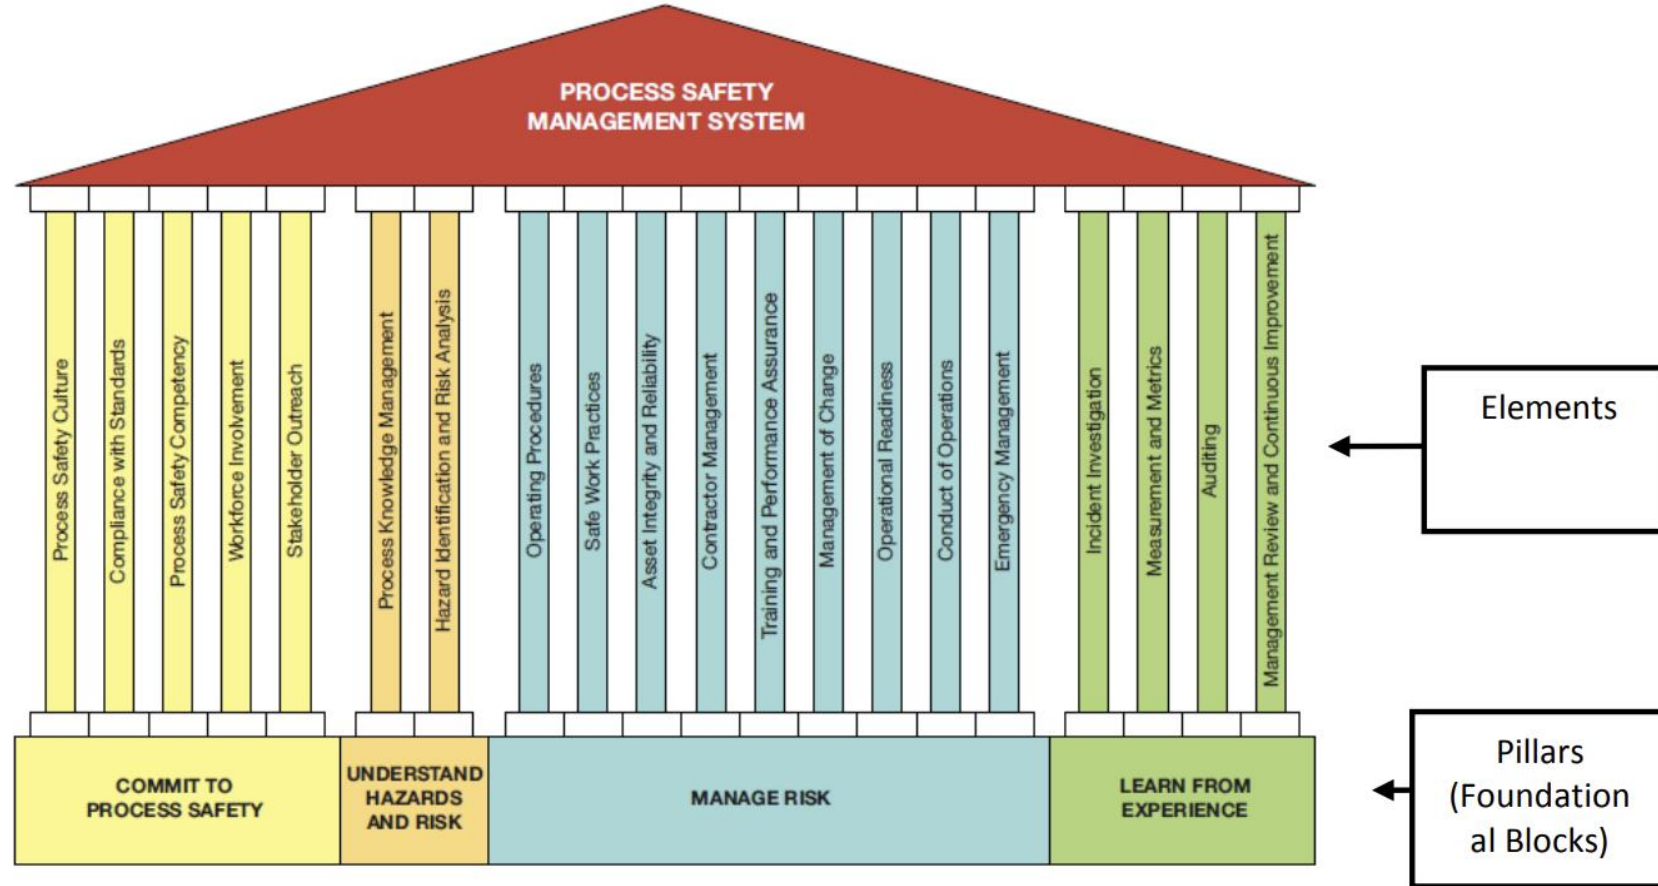 PROCESS SAFETY
MANAGEMENT SYSTEM
Process Safety Culture
Compliance with Standards
Process Safety Competency
Workforce Involvement
Stakeholder Outreach
Process Knowledge Management
Hazard Identification and Risk Analysis
Operating Procedures
Safe Work Practices
Asset Integrity and Reliability
Contractor Management
Training and Performance Assurance
Management of Change
Operational Readiness
Conduct of Operations
Emergency Management
Incident Investigation
Measurement and Metrics
Auditing
Management Review and Continuous Improvement
Elements
COMMIT TO
PROCESS SAFETY
UNDERSTAND
HAZARDS
AND RISK
MANAGE RISK
LEARN FROM
EXPERIENCE
Pillars
(Foundation
al Blocks)